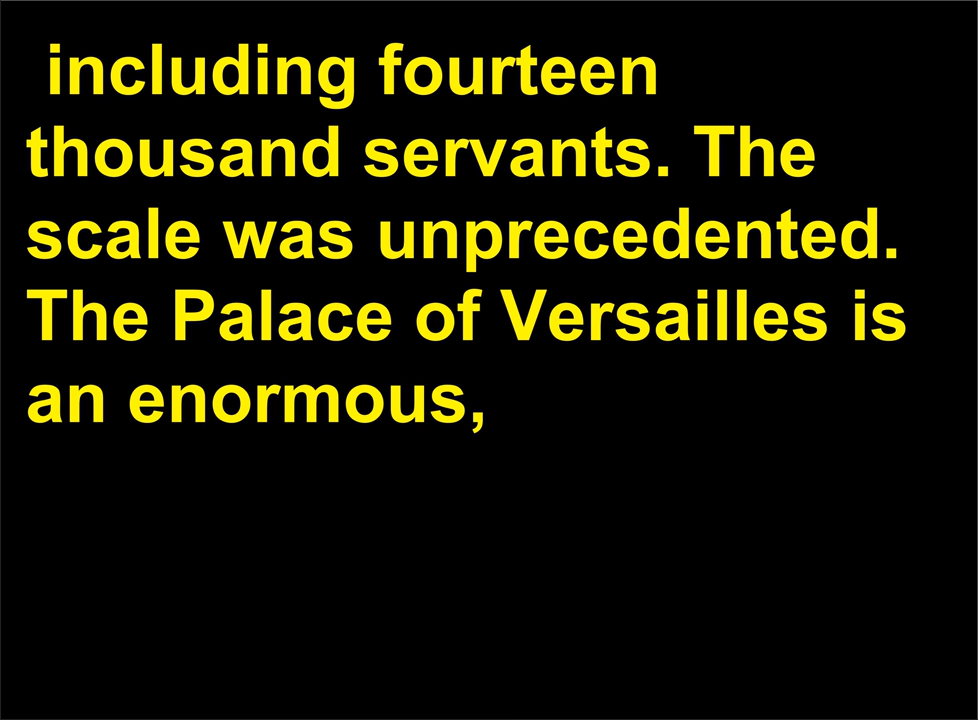 including fourteen
thousand servants. The
scale was unprecedented.
The Palace of Versailles is
an enormous,